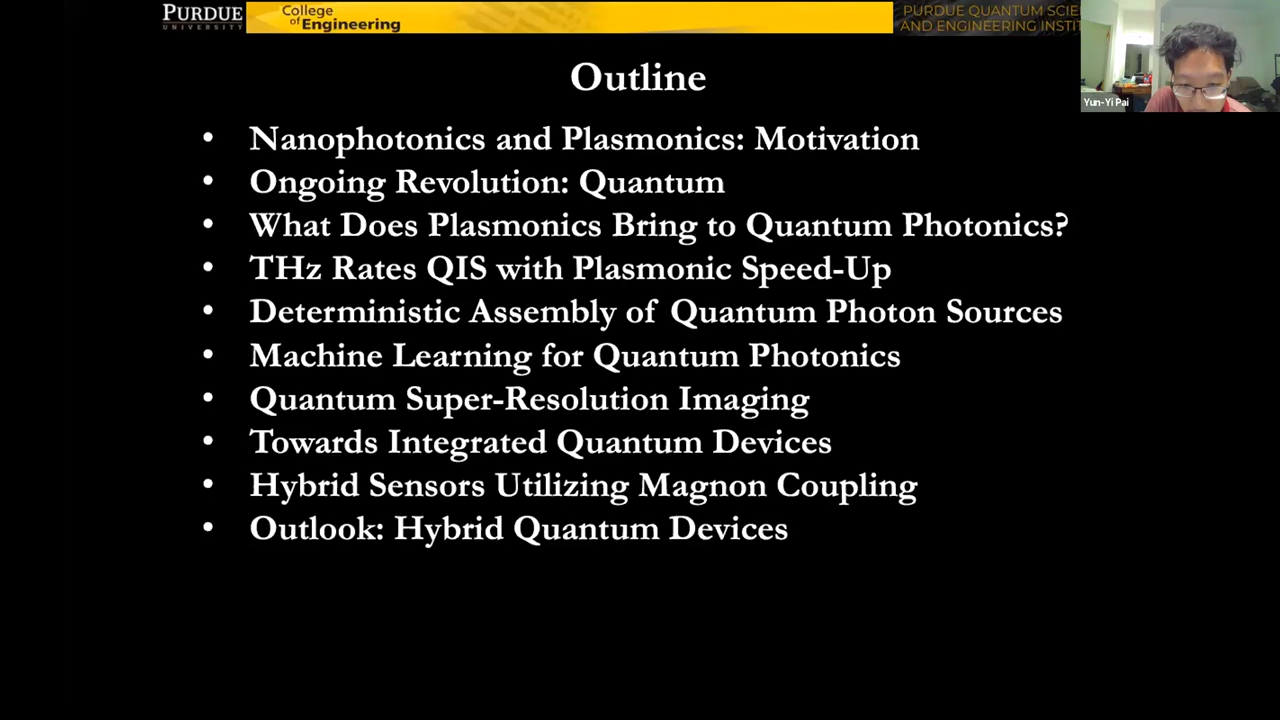 PURDUE
UNIVERSITY
College
of Engineering
PURDUE QUANTUM
AND ENGINEERING
Yun-Yi Pai
Outline
• Nanophotonics and Plasmonics: Motivation
• Ongoing Revolution: Quantum
• What Does Plasmonics Bring to Quantum Photonics?
• THz Rates QIS with Plasmonic Speed-Up
• Deterministic Assembly of Quantum Photon Sources
• Machine Learning for Quantum Photonics
• Quantum Super-Resolution Imaging
• Towards Integrated Quantum Devices
• Hybrid Sensors Utilizing Magnon Coupling
• Outlook: Hybrid Quantum Devices